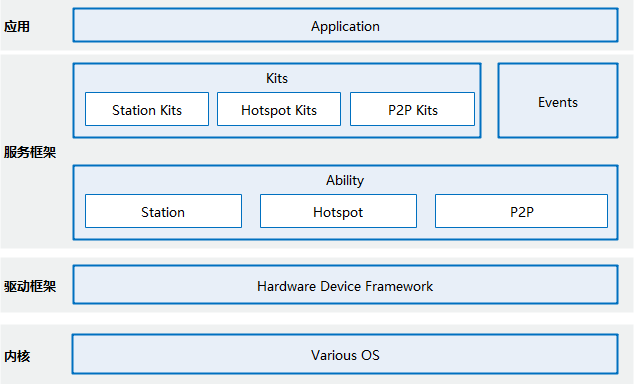 应用
Application
Kits
Station Kits
Hotspot Kits
P2P Kits
Events
服务框架
Ability
Station
Hotspot
P2P
驱动框架
Hardware Device Framework
内核
Various OS